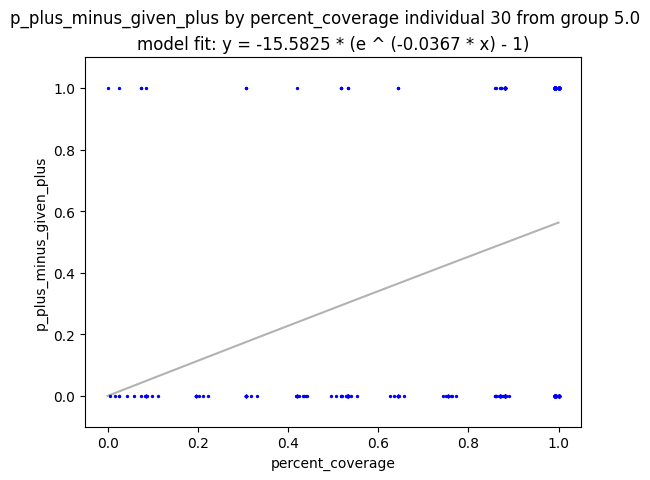 p_plus_minus_given_plus by percent_coverage individual 30 from group 5.0
model fit: y = -15.5825 * (e ^ (-0.0367 * x) - 1)
1.0
0.8
0.6
0.4
0.2
0.0
p_plus_minus_given_plus
0.0 0.2 0.4 0.6 0.8 1.0
percent_coverage